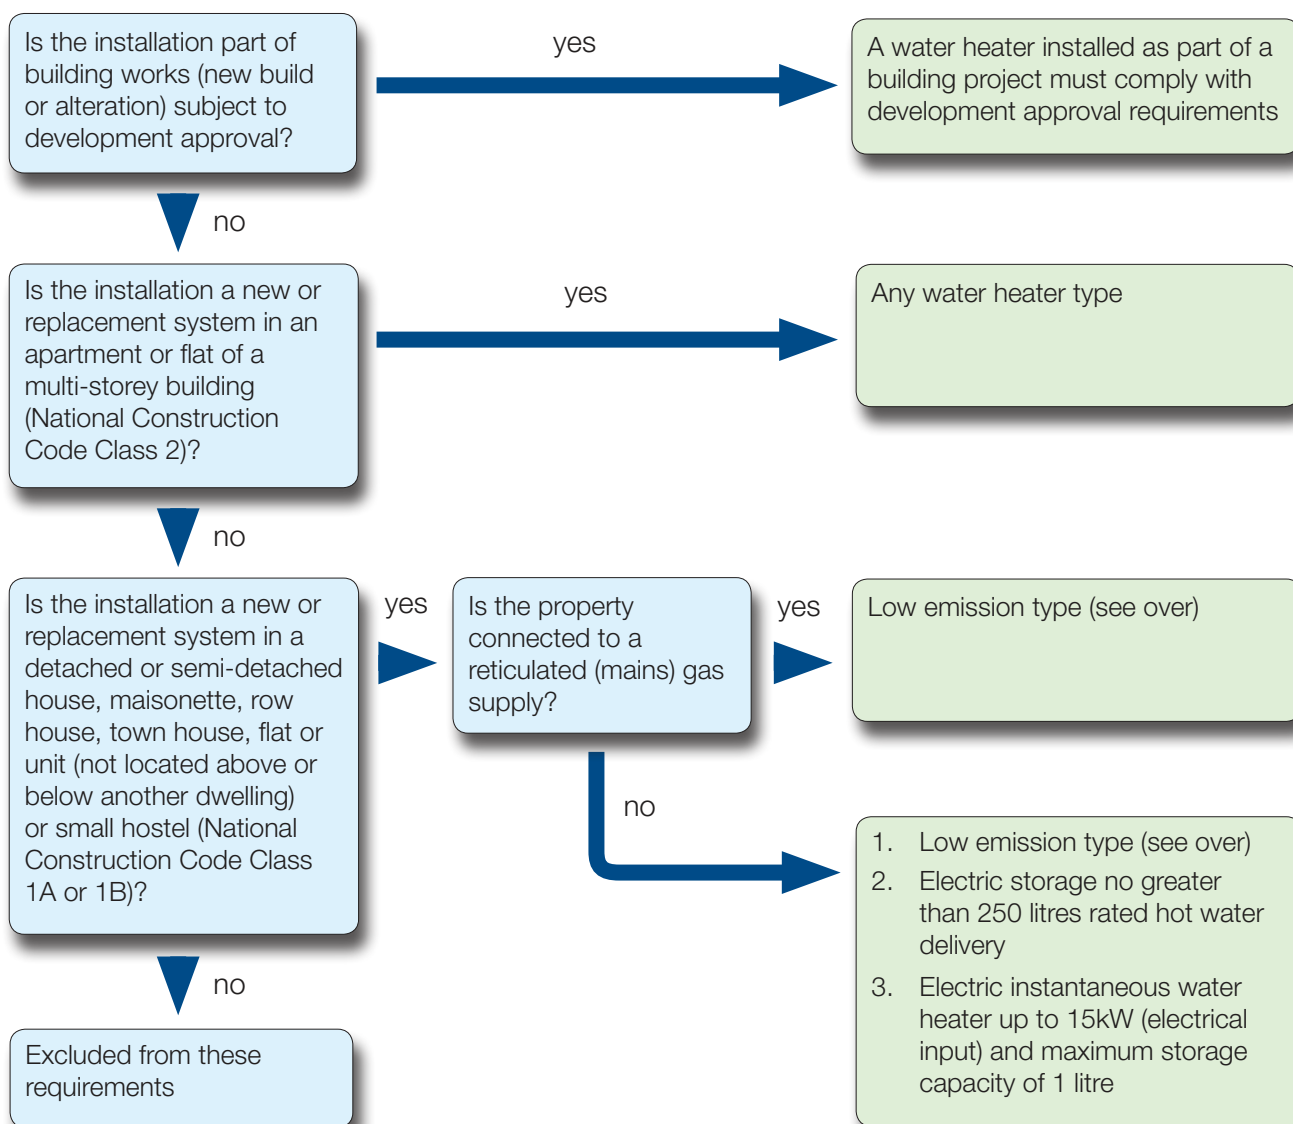 Is the installation part of
building works (new build
or alteration) subject to
development approval?
yes
A water heater installed as part of a
building project must comply with
development approval requirements
no
Is the installation a new or
replacement system in an
apartment or flat of a
multi-storey building
(National Construction
Code Class 2)?
yes
Any water heater type
no
Is the installation a new or
replacement system in a
detached or semi-detached
house, maisonette, row
house, town house, flat or
unit (not located above or
below another dwelling)
or small hostel (National
Construction Code Class
1A or 1B)?
yes
Is the property
connected to a
reticulated (mains) gas
supply?
yes
Low emission type (see over)
no
1. Low emission type (see over)
2. Electric storage no greater
than 250 litres rated hot water
delivery
3. Electric instantaneous water
heater up to 15kW (electrical
input) and maximum storage
capacity of 1 litre
no
Excluded from these
requirements